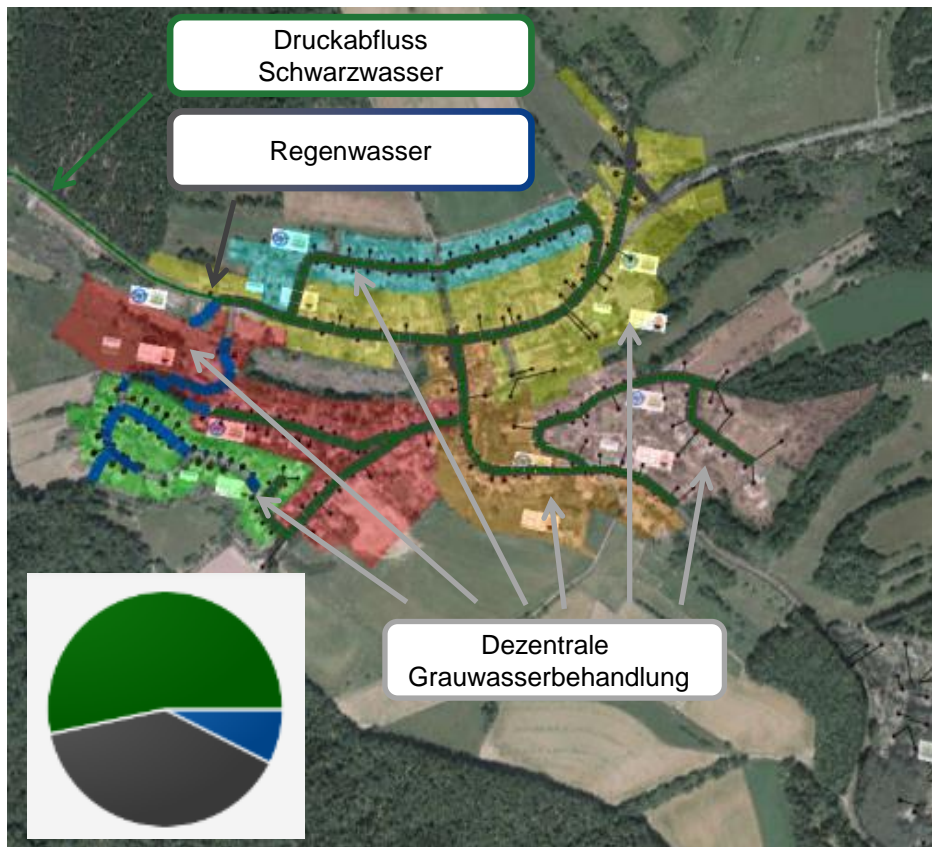 Druckabfluss
Schwarzwasser
Regenwasser
Dezentrale
Grauwasserbehandlung